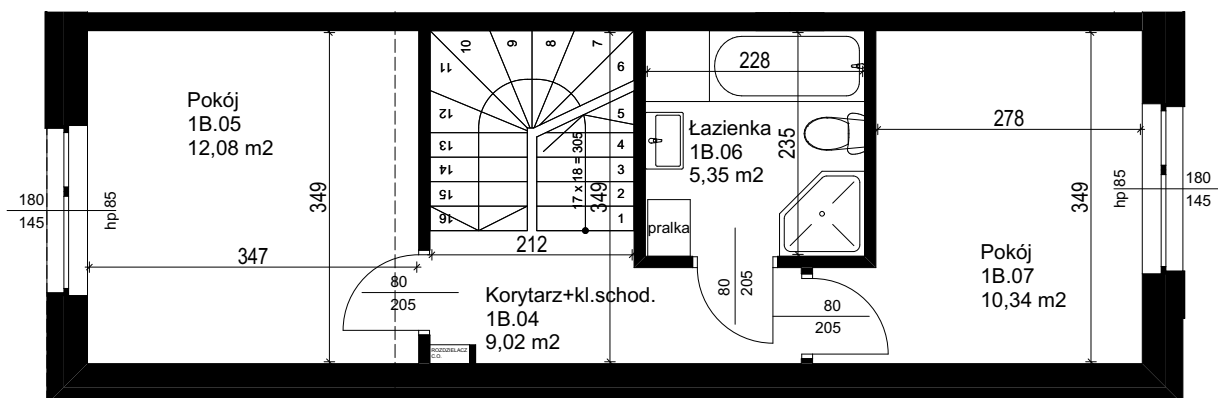 Pokój
1B.05
12,08 m2
180
145
hp 85
349
347
80
205
10
9
8
7
11
6
12
5
13
4
14
3
15
2
16
1
17 x 18 = 305
349
212
Korytarz+kl.schod.
1B.04
9,02 m2
ROZDZIELACZ
C.O.
228
Łazienka
1B.06
5,35 m2
235
pralka
80
205
80
205
278
349
Pokój
1B.07
10,34 m2
hp 85
180
145